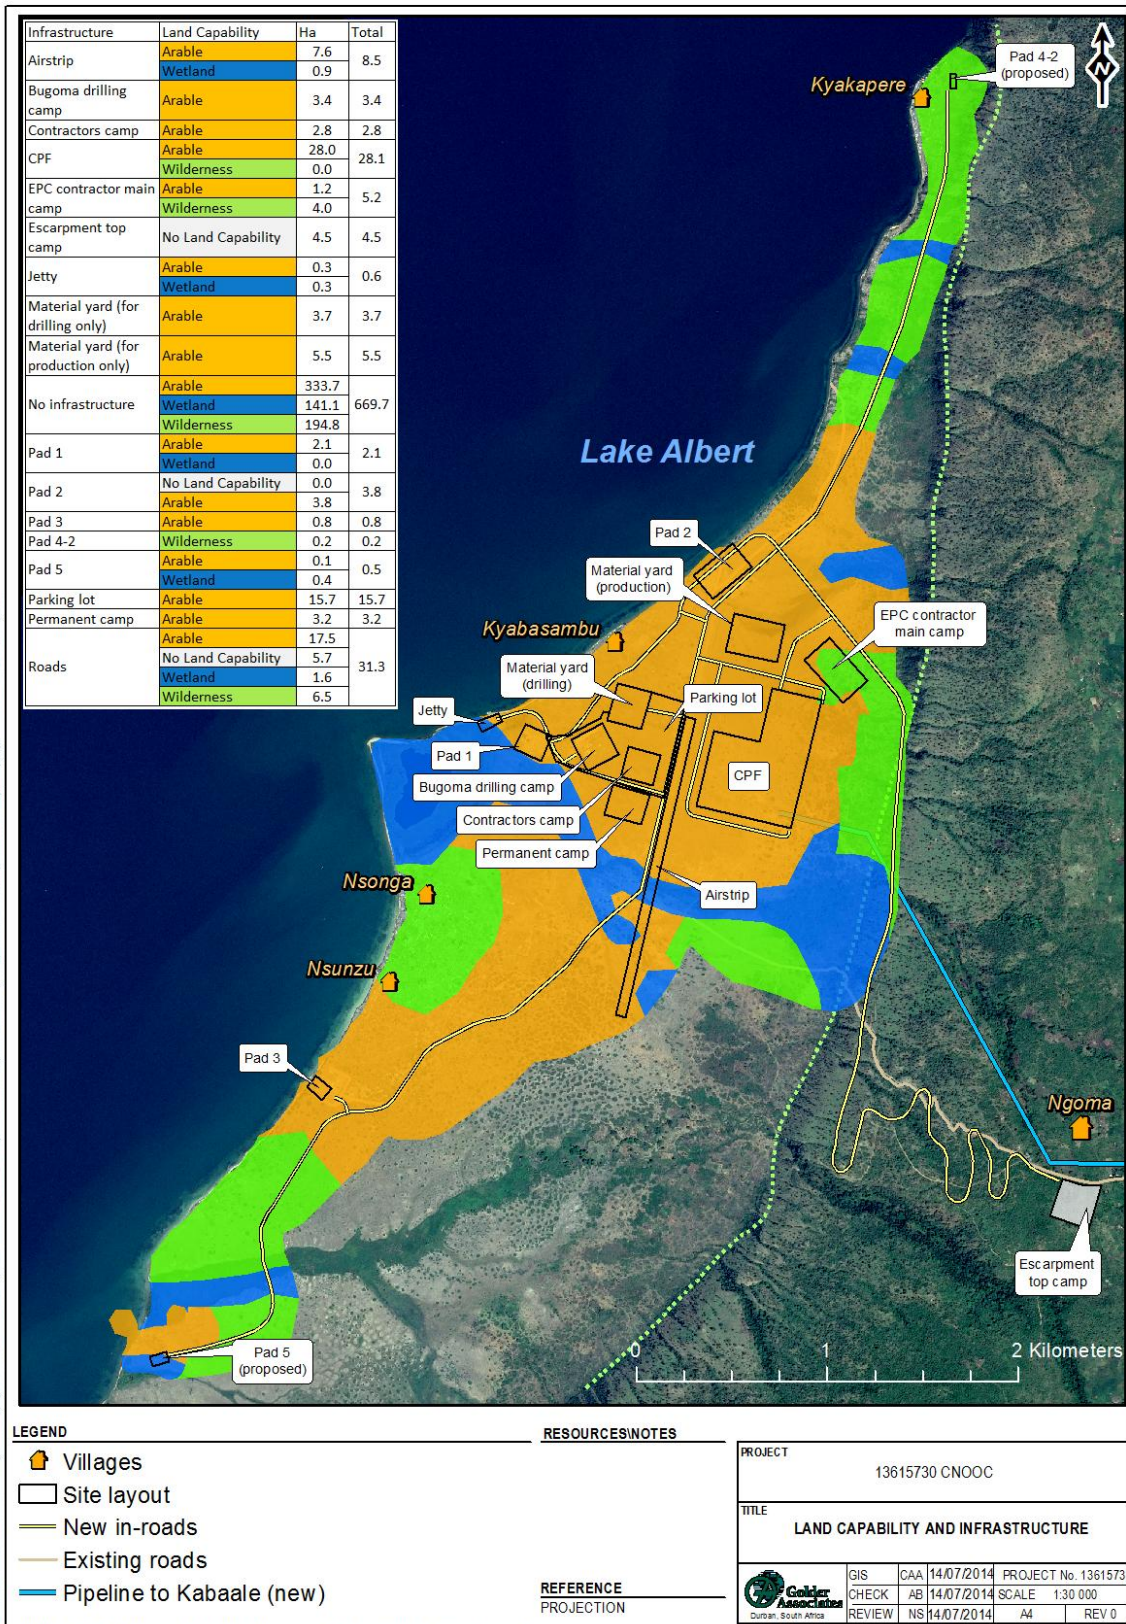 Infrastructure Land Capability Ha Total
Airstrip Arable 7.6 8.5
Wetland 0.9
Bugoma drilling camp Arable 3.4 3.4
Contractors camp Arable 2.8 2.8
CPF Arable 28.0 28.1
Wilderness 0.0
EPC contractor main camp Arable 1.2 5.2
Wilderness 4.0
Escarpment top camp No Land Capability 4.5 4.5
Jetty Arable 0.3 0.6
Wetland 0.3
Material yard (for drilling only) Arable 3.7 3.7
Material yard (for production only) Arable 5.5 5.5
No infrastructure Arable 333.7 669.7
Wetland 141.1
Wilderness 194.8
Pad 1 Arable 2.1 2.1
Wetland 0.0
Pad 2 No Land Capability 0.0 3.8
Arable 3.8
Pad 3 Arable 0.8 0.8
Pad 4-2 Wilderness 0.2 0.2
Pad 5 Arable 0.1 0.5
Wetland 0.4
Parking lot Arable 15.7 15.7
Permanent camp Arable 3.2 3.2
Roads Arable 17.5 31.3
No Land Capability 5.7
Wetland 1.6
Wilderness 6.5
N
Pad 4-2
(proposed)
Kyakapere
Lake Albert
Pad 2
Material yard
(production)
EPC contractor
main camp
Kyabasambu
Material yard
(drilling)
Parking lot
Jetty
Pad 1
CPF
Bugoma drilling camp
Contractors camp
Permanent camp
Airstrip
Nsonga
Nsunzu
Pad 3
Ngoma
Escarpment
top camp
Pad 5
(proposed)
0 1 2 Kilometers
LEGEND
Villages
Site layout
New in-roads
Existing roads
Pipeline to Kabaale (new)
RESOURCES\NOTES
REFERENCE
PROJECTION
PROJECT
13615730 CNOOC
TITLE
LAND CAPABILITY AND INFRASTRUCTURE
Golder
Associates
Durban, South Africa
GIS CAA 14/07/2014 PROJECT No. 1361573
CHECK AB 14/07/2014 SCALE 1:30 000
REVIEW NS 14/07/2014 A4 REV 0